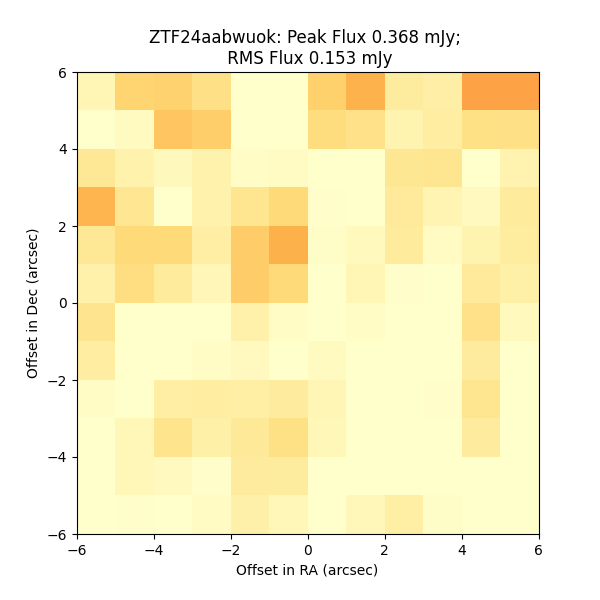 ZTF24aabwuok: Peak Flux 0.368 mJy;
RMS Flux 0.153 mJy
6
4
2
0
−2
−4
−6
Offset in Dec (arcsec)
−6 −4 −2 0 2 4 6
Offset in RA (arcsec)